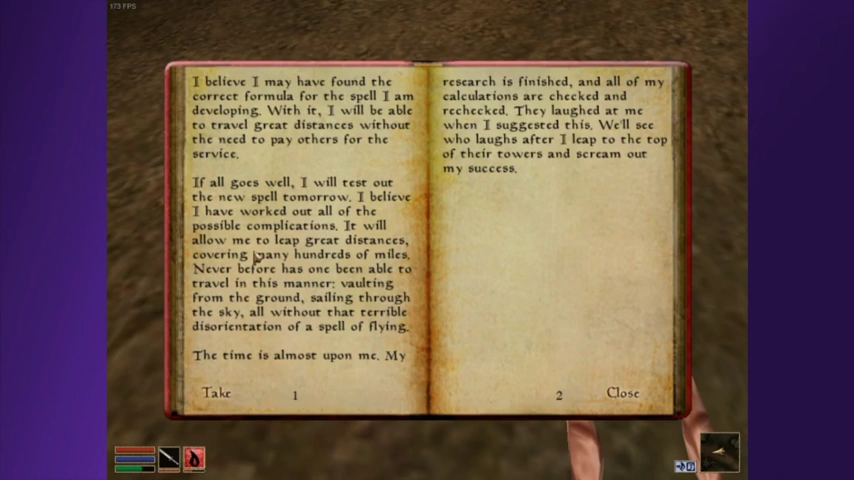 173 FPS
I believe I may have found the
correct formula for the spell I am
developing. With it, I will be able
to travel great distances without
the need to pay others for the
service.
If all goes well, I will test out
the new spell tomorrow. I believe
I have worked out all of the
possible complications. It will
allow me to leap great distances,
covering many hundreds of miles.
Never before has one been able to
travel in this manner: vaulting
from the ground, sailing through
the sky, all without that terrible
disorientation of a spell of flying.
The time is almost upon me. My
Take
1
research is finished, and all of my
calculations are checked and
rechecked. They laughed at me
when I suggested this. We'll see
who laughs after I leap to the top
of their towers and scream out
my success.
2
Close